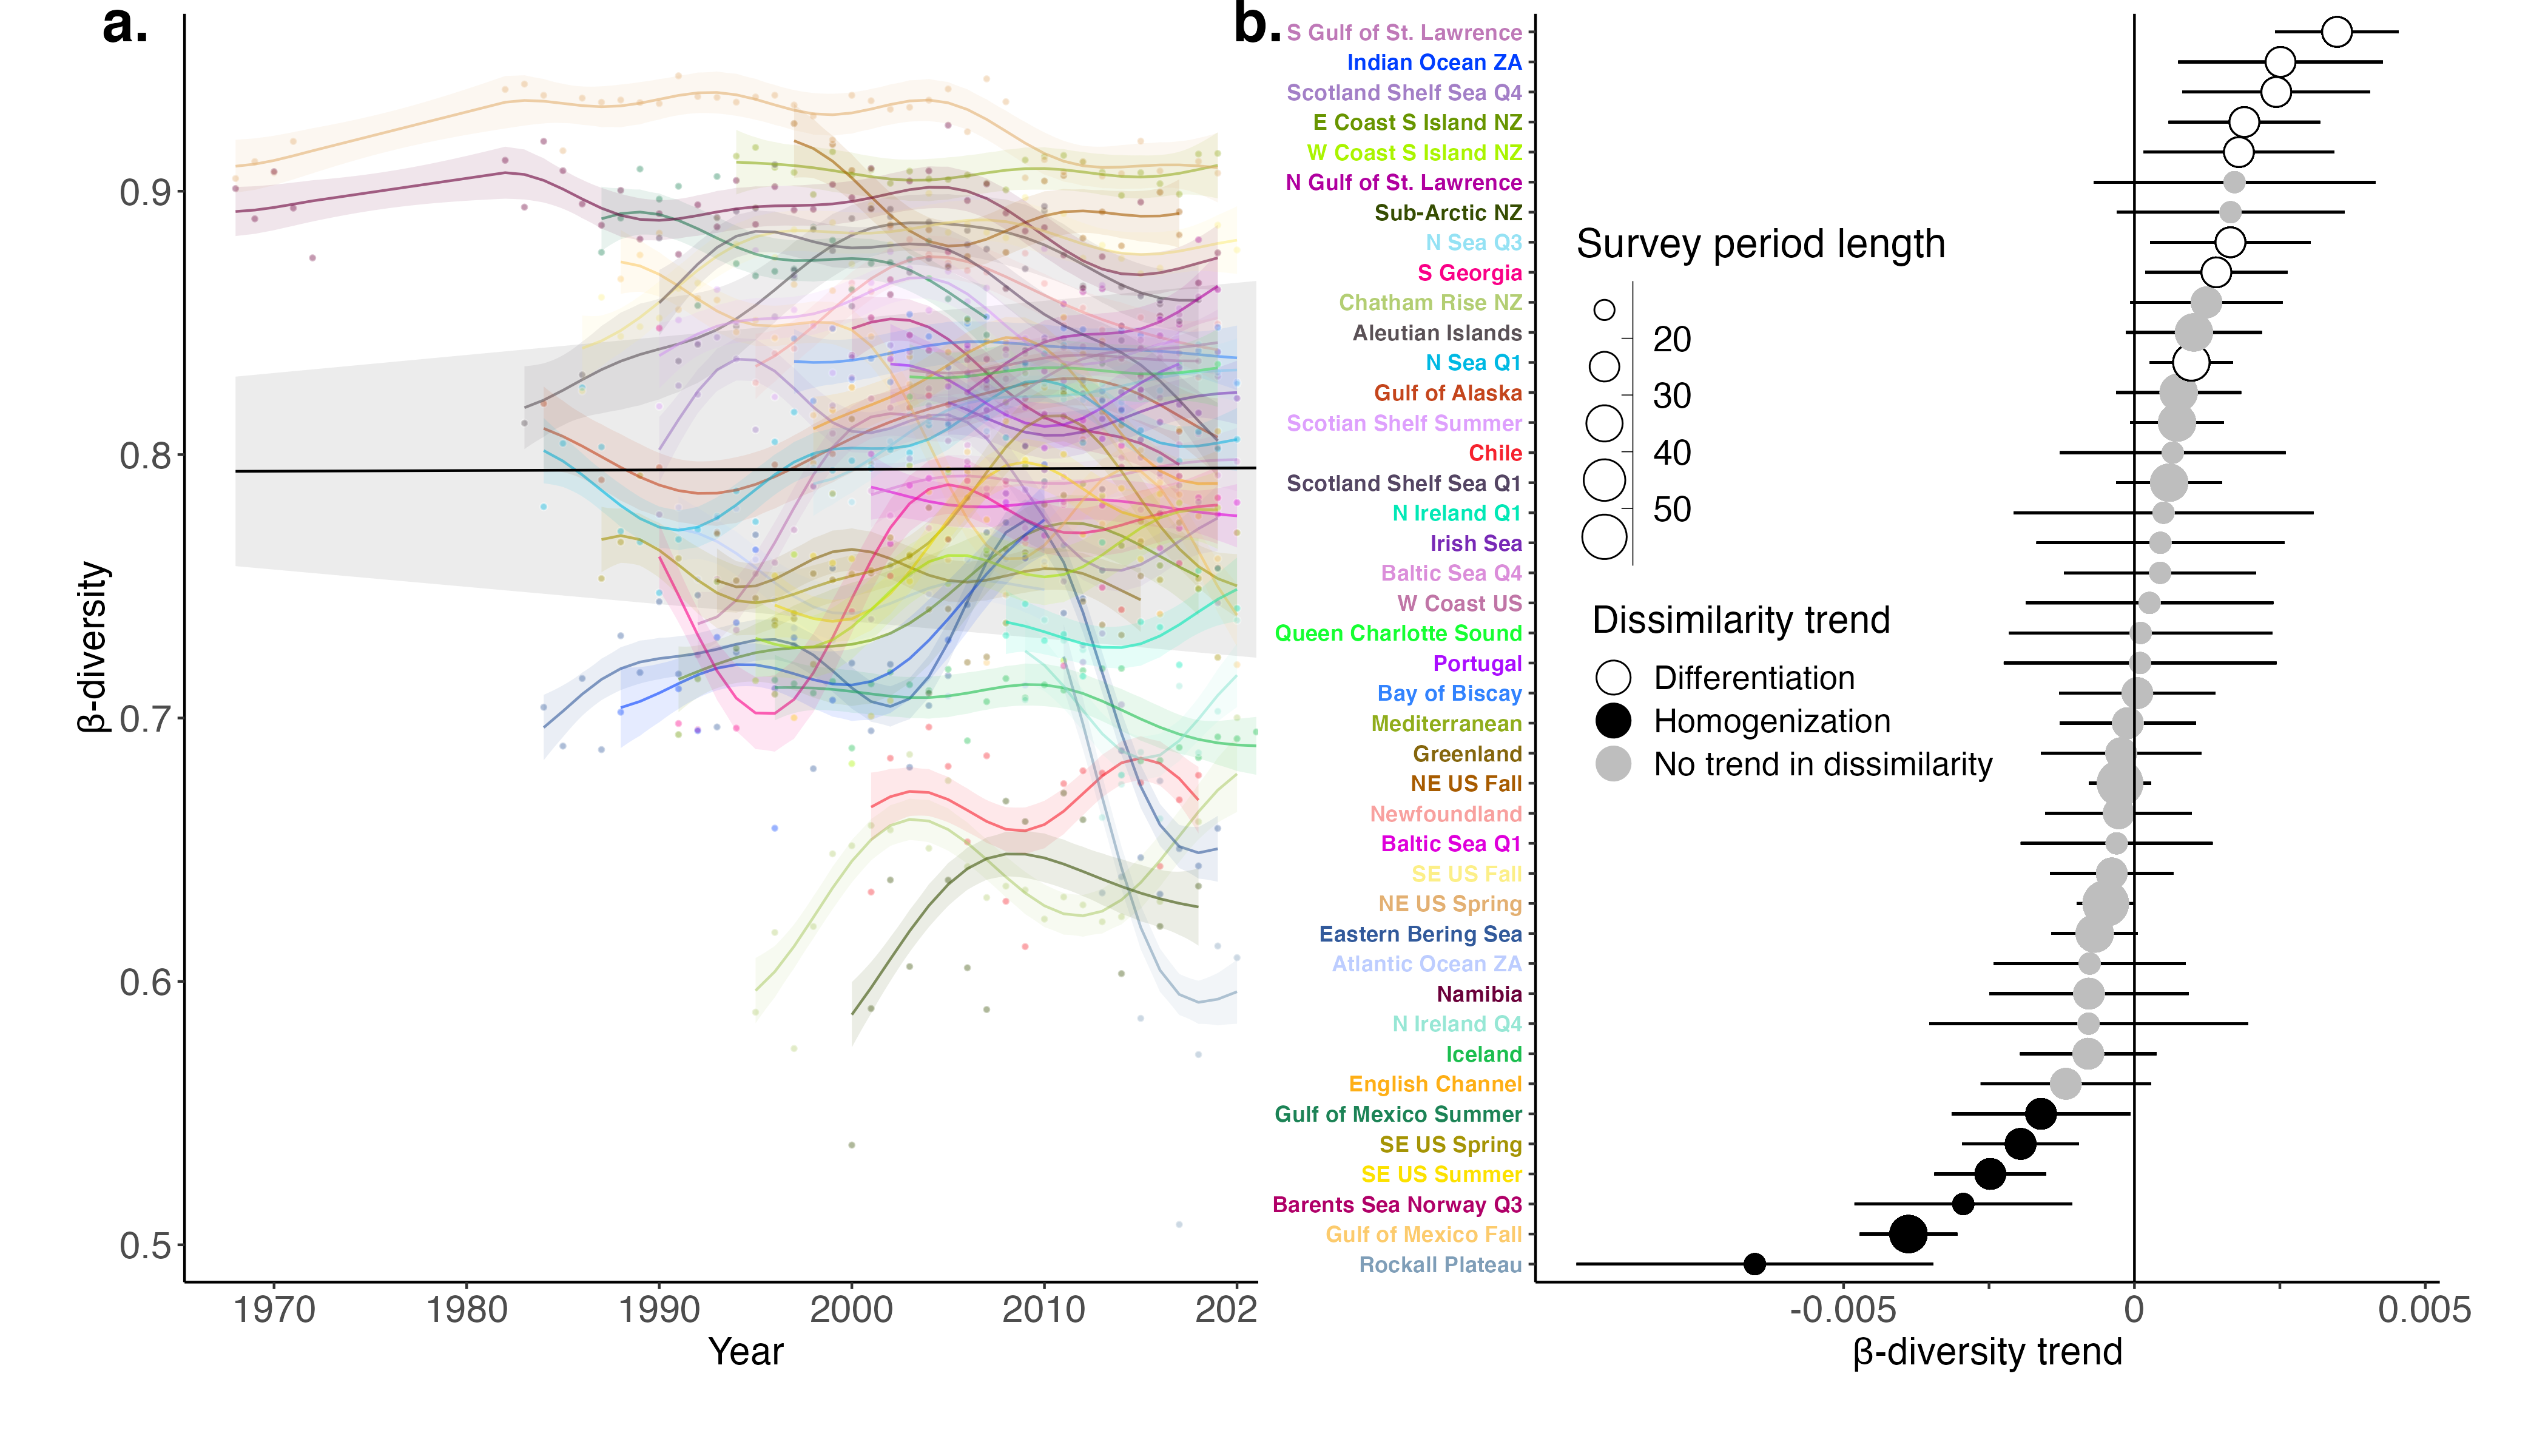 a.
0.9
0.8
0.7
0.6
0.5
β-diversity
1970 1980 1990 2000 2010 202
Year
b.
S Gulf of St. Lawrence
Indian Ocean ZA
Scotland Shelf Sea Q4
E Coast S Island NZ
W Coast S Island NZ
N Gulf of St. Lawrence
Sub-Arctic NZ
N Sea Q3
S Georgia
Chatham Rise NZ
Aleutian Islands
N Sea Q1
Gulf of Alaska
Scotian Shelf Summer
Chile
Scotland Shelf Sea Q1
N Ireland Q1
Irish Sea
Baltic Sea Q4
W Coast US
Queen Charlotte Sound
Portugal
Bay of Biscay
Mediterranean
Greenland
NE US Fall
Newfoundland
Baltic Sea Q1
SE US Fall
NE US Spring
Eastern Bering Sea
Atlantic Ocean ZA
Namibia
N Ireland Q4
Iceland
English Channel
Gulf of Mexico Summer
SE US Spring
SE US Summer
Barents Sea Norway Q3
Gulf of Mexico Fall
Rockall Plateau
Survey period length
20
30
40
50
Dissimilarity trend
Differentiation
Homogenization
No trend in dissimilarity
-0.005 0 0.005
β-diversity trend